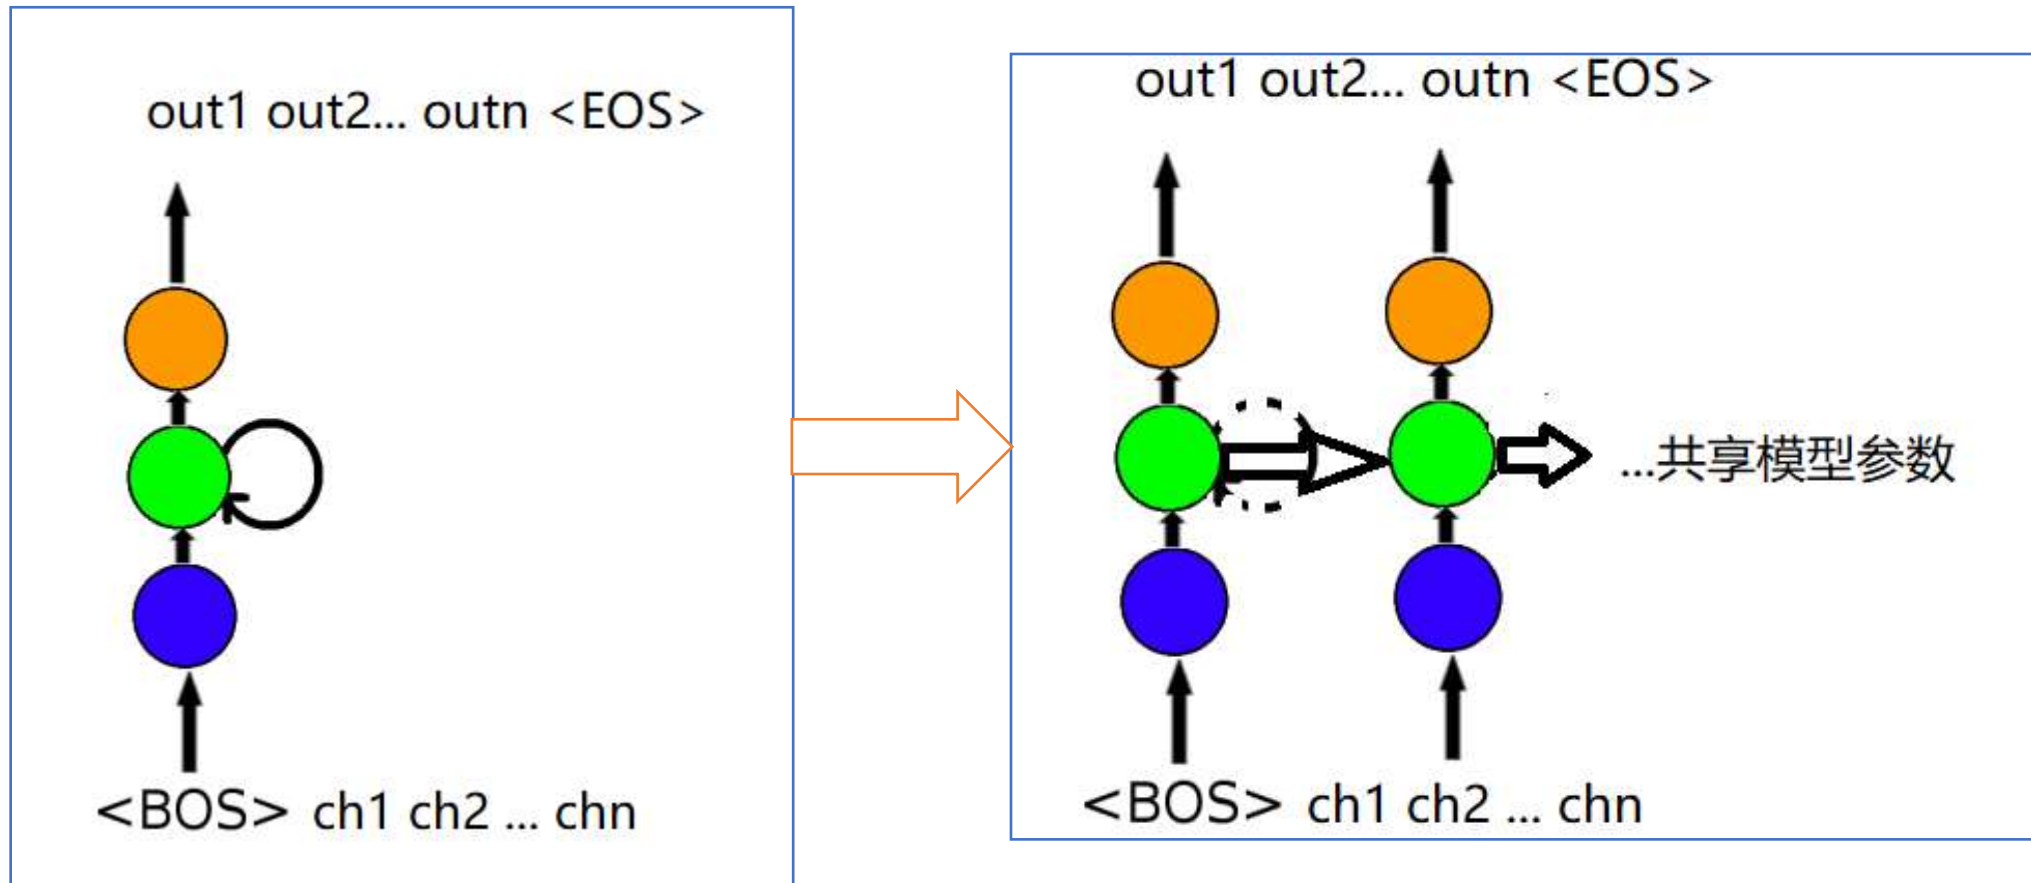 out1 out2... outn <EOS>
<BOS> ch1 ch2 ... chn
out1 out2... outn <EOS>
...共享模型参数
<BOS> ch1 ch2 ... chn